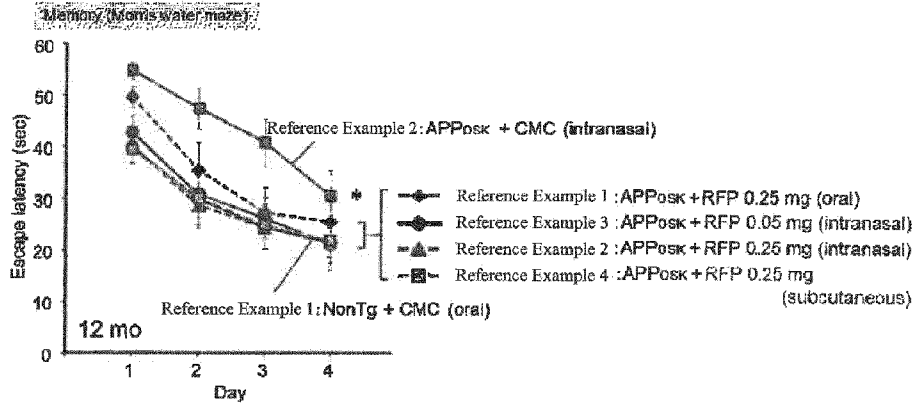 Memory (Morris water maze)
60
50
40
30
20
10
0
Escape latency (sec)
Reference Example 2:APPOSK + CMC (intranasal)
*
Reference Example 1 :APPOSK+RFP 0.25 mg (oral)
Reference Example 3 :APPOSK+RFP 0.05 mg (intranasal)
Reference Example 2 :APPOSK+RFP 0.25 mg (intranasal)
Reference Example 4 :APPOSK+RFP 0.25 mg
(subcutaneous)
Reference Example 1:NonTg + CMC (oral)
12 mo
1 2 3 4
Day